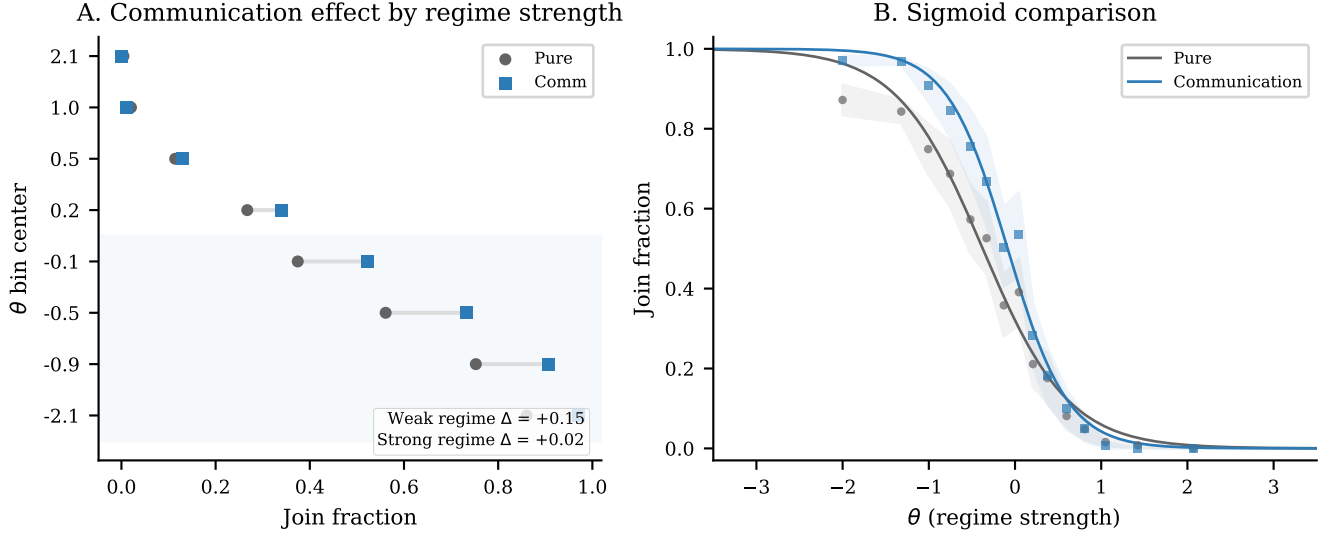 A. Communication effect by regime strength
Pure
Comm
θ bin center
2.1
1.0
0.5
0.2
-0.1
-0.5
-0.9
-2.1
Weak regime Δ = +0.15
Strong regime Δ = +0.02
0.0 0.2 0.4 0.6 0.8 1.0
Join fraction
B. Sigmoid comparison
Pure
Communication
Join fraction
1.0
0.8
0.6
0.4
0.2
0.0
−3 −2 −1 0 1 2 3
θ (regime strength)